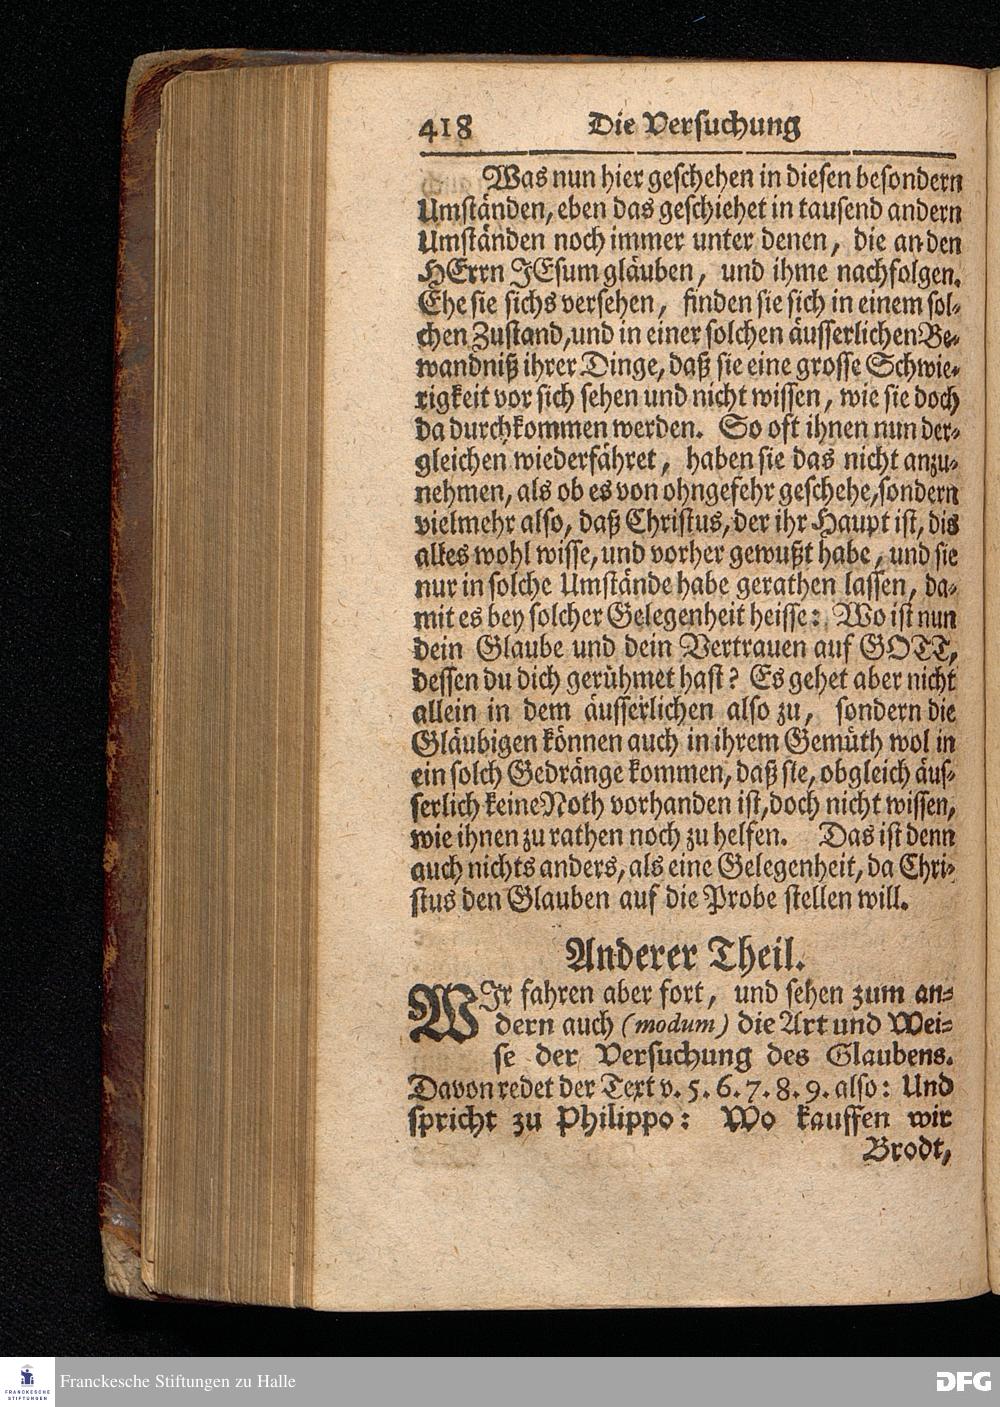 418 Die Versuchung
Was nun hier geschehen in diesen besondern
Umständen, eben das geschiehet in tausend andern
Umständen noch immer unter denen, die an den
HErrn JEsum gläuben, und ihme nachfolgen.
Ehe sie sichs versehen, finden sie sich in einem sol-
chen Zustand, und in einer solchen äusserlichen Be-
wandniß ihrer Dinge, daß sie eine grosse Schwie-
rigkeit vor sich sehen und nicht wissen, wie sie doch
da durchkommen werden. So oft ihnen nun der-
gleichen wiederfähret, haben sie das nicht anzu-
nehmen, als ob es von ohngefehr geschehe, sondern
vielmehr also, daß Christus, der ihr Haupt ist, dis
alles wohl wisse, und vorher gewußt habe, und sie
nur in solche Umstände habe gerathen lassen, da-
mit es bey solcher Gelegenheit heisse: Wo ist nun
dein Glaube und dein Vertrauen auf GOTT,
dessen du dich gerühmet hast? Es gehet aber nicht
allein in dem äusserlichen also zu, sondern die
Gläubigen können auch in ihrem Gemüth wol in
ein solch Gedränge kommen, daß sie, obgleich äus-
serlich keine Noth vorhanden ist, doch nicht wissen,
wie ihnen zu rathen noch zu helfen. Das ist denn
auch nichts anders, als eine Gelegenheit, da Chri-
stus den Glauben auf die Probe stellen will.
Anderer Theil.
WIr fahren aber fort, und sehen zum an-
dern auch (modum) die Art und Wei-
se der Versuchung des Glaubens.
Davon redet der Text v. 5. 6. 7. 8. 9. also: Und
spricht zu Philippo: Wo kauffen wir
Brodt,
FRANCKESCHE
STIFTUNGEN
Franckesche Stiftungen zu Halle
DFG